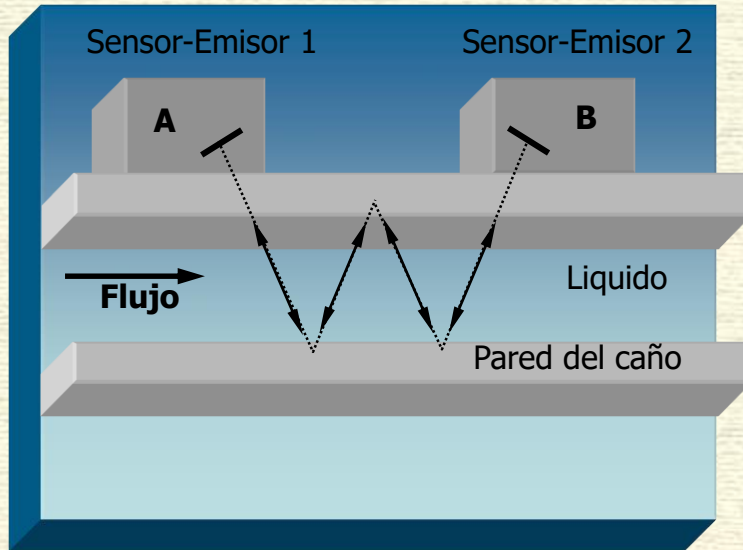 Sensor-Emisor 1
Sensor-Emisor 2
A
B
Flujo
Liquido
Pared del caño